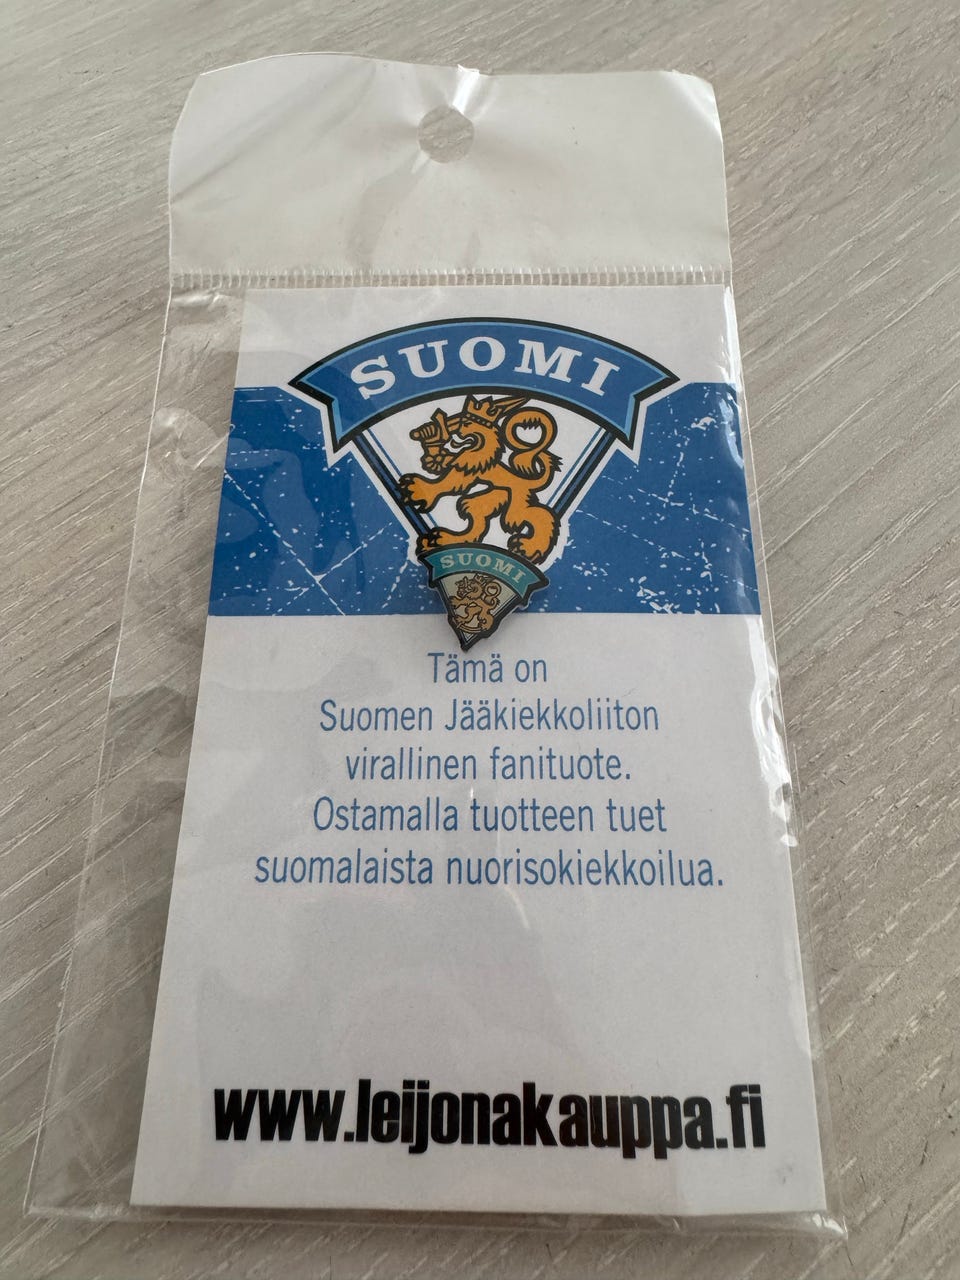 SUOMI
SUOMI
Tämä on
Suomen Jääkiekkoliiton
virallinen fanituote.
Ostamalla tuotteen tuet
suomalaista nuorisokiekkoilua.
www.leijonakauppa.fi